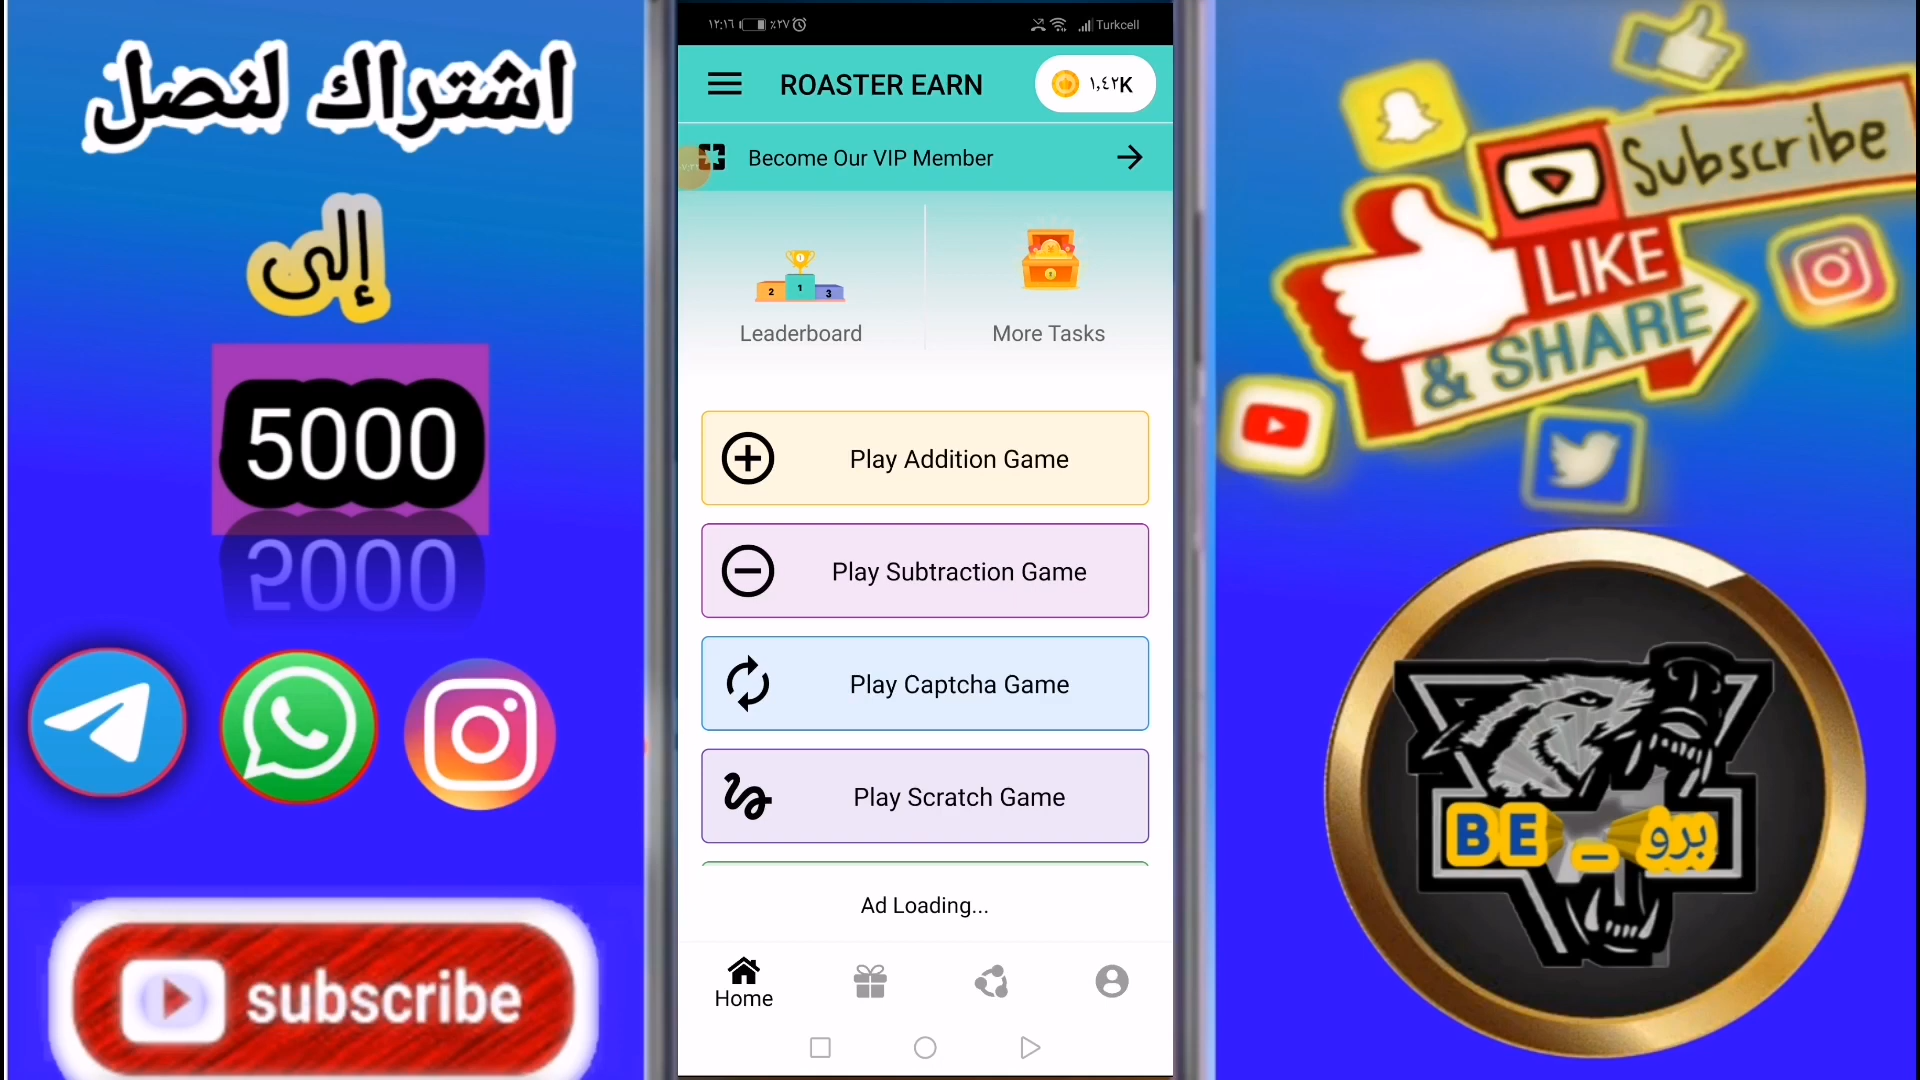 اشتراك لنصل
إلى
5000
5000
subscribe
١٢:١٦
٪٢٧
Turkcell
ROASTER EARN
١,٤٢K
Become Our VIP Member
2 1 3
Leaderboard
More Tasks
Play Addition Game
Play Subtraction Game
Play Captcha Game
Play Scratch Game
Ad Loading...
Home
Subscribe
LIKE
& SHARE
BE _ برو